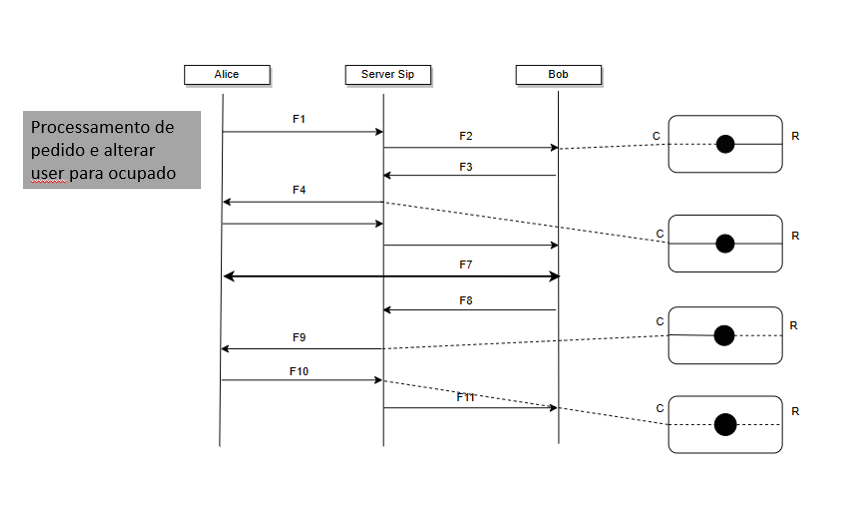 Alice
Server Sip
Bob
Processamento de
pedido e alterar
user para ocupado
F1
F2
C
R
F3
F4
C
R
F7
F8
C
R
F9
F10
F11
C
R